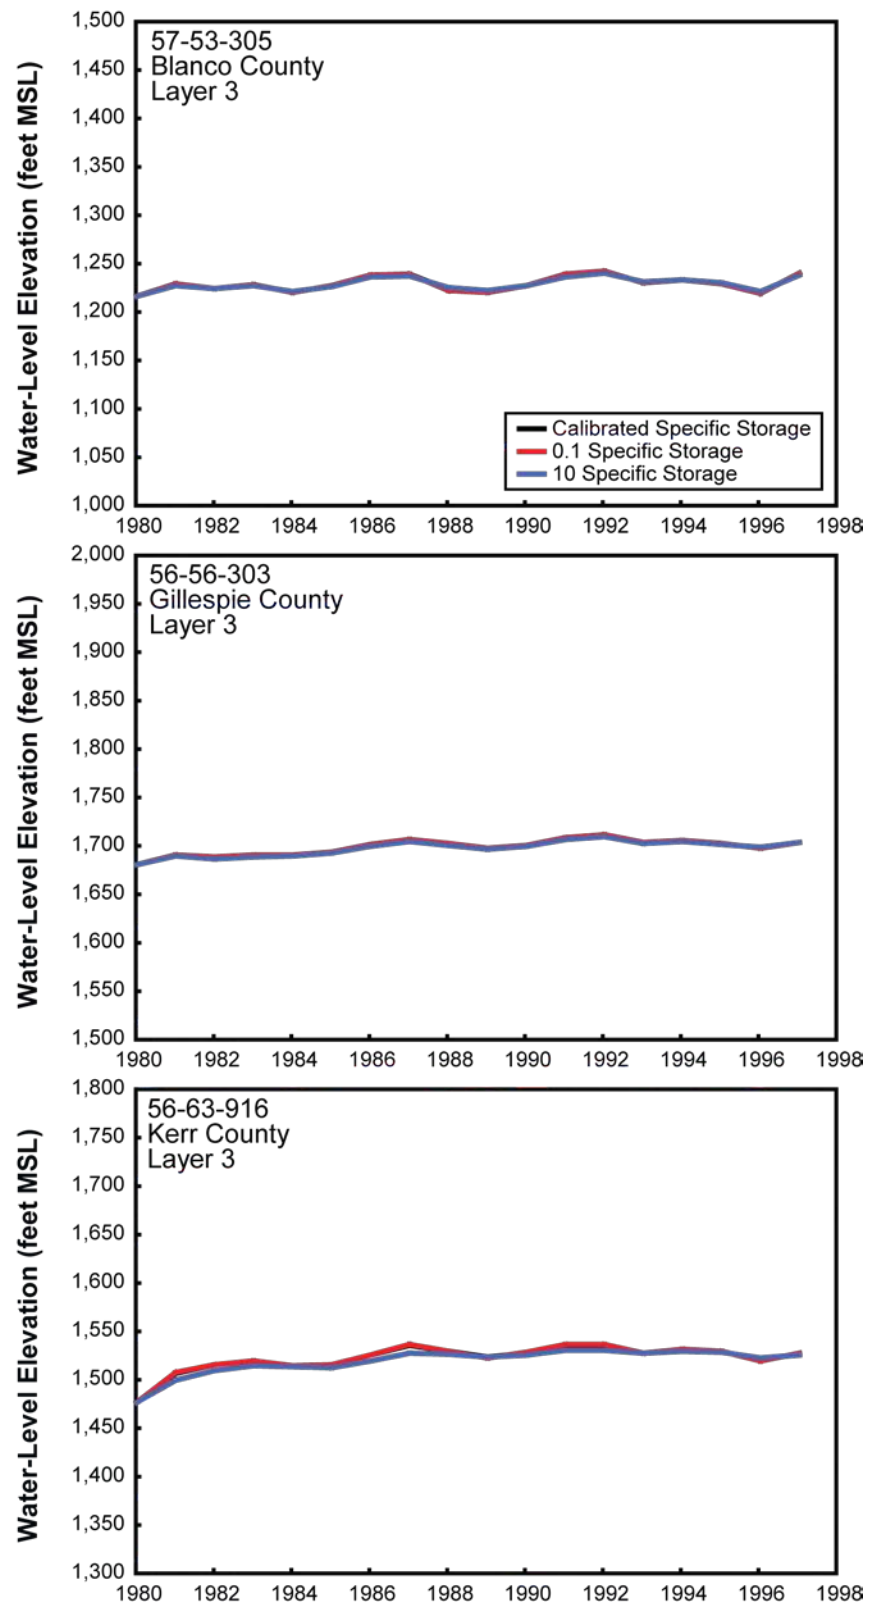 Water-Level Elevation (feet MSL)
1,500
1,450
1,400
1,350
1,300
1,250
1,200
1,150
1,100
1,050
1,000
57-53-305
Blanco County
Layer 3
Calibrated Specific Storage
0.1 Specific Storage
10 Specific Storage
1980 1982 1984 1986 1988 1990 1992 1994 1996 1998
Water-Level Elevation (feet MSL)
2,000
1,950
1,900
1,850
1,800
1,750
1,700
1,650
1,600
1,550
1,500
56-56-303
Gillespie County
Layer 3
1980 1982 1984 1986 1988 1990 1992 1994 1996 1998
Water-Level Elevation (feet MSL)
1,800
1,750
1,700
1,650
1,600
1,550
1,500
1,450
1,400
1,350
1,300
56-63-916
Kerr County
Layer 3
1980 1982 1984 1986 1988 1990 1992 1994 1996 1998